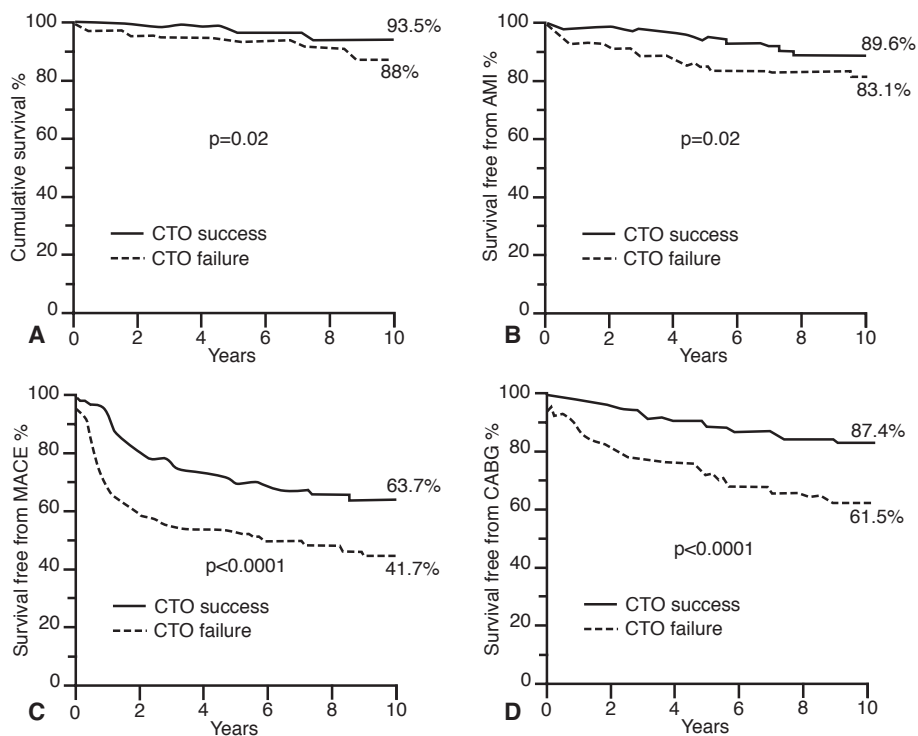 Cumulative survival %
100
80
60
40
20
0
93.5%
88%
p=0.02
CTO success
CTO failure
0 2 4 6 8 10
Years
A
Survival free from AMI %
100
80
60
40
20
0
89.6%
83.1%
p=0.02
CTO success
CTO failure
0 2 4 6 8 10
Years
B
Survival free from MACE %
100
80
60
40
20
0
63.7%
41.7%
p<0.0001
CTO success
CTO failure
0 2 4 6 8 10
Years
C
Survival free from CABG %
100
80
60
40
20
0
87.4%
61.5%
p<0.0001
CTO success
CTO failure
0 2 4 6 8 10
Years
D